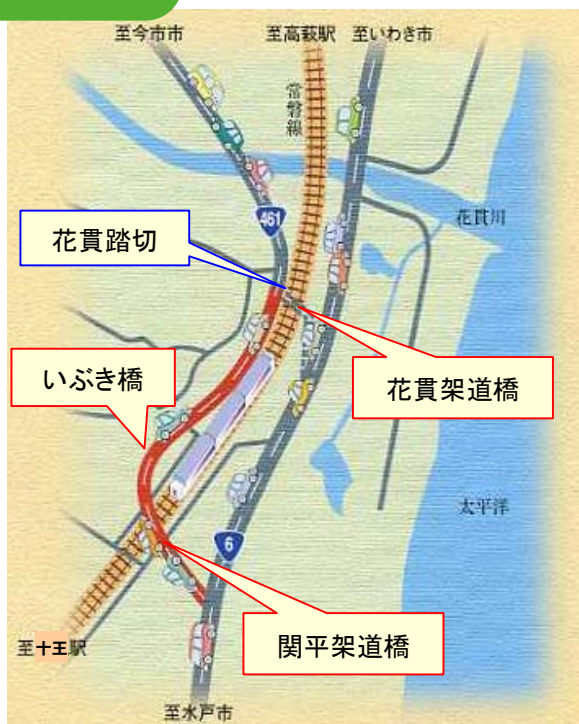 至今市市
至高萩駅
至いわき市
常磐線
花貫川
461
花貫踏切
いぶき橋
花貫架道橋
太平洋
6
関平架道橋
至十王駅
至水戸市